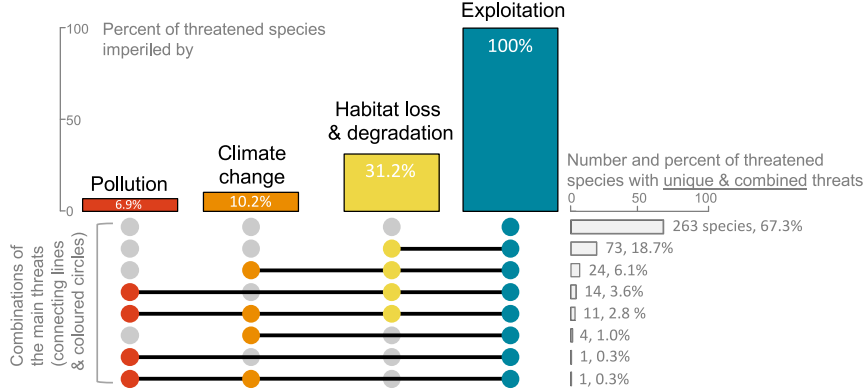 Exploitation
100
Percent of threatened species
imperiled by
100%
50
Habitat loss
& degradation
31.2%
Climate
change
10.2%
Pollution
6.9%
0
Number and percent of threatened
species with unique & combined threats
0 50 100
Combinations of
the main threats
(connecting lines
& coloured circles)
263 species, 67.3%
73, 18.7%
24, 6.1%
14, 3.6%
11, 2.8 %
4, 1.0%
1, 0.3%
1, 0.3%